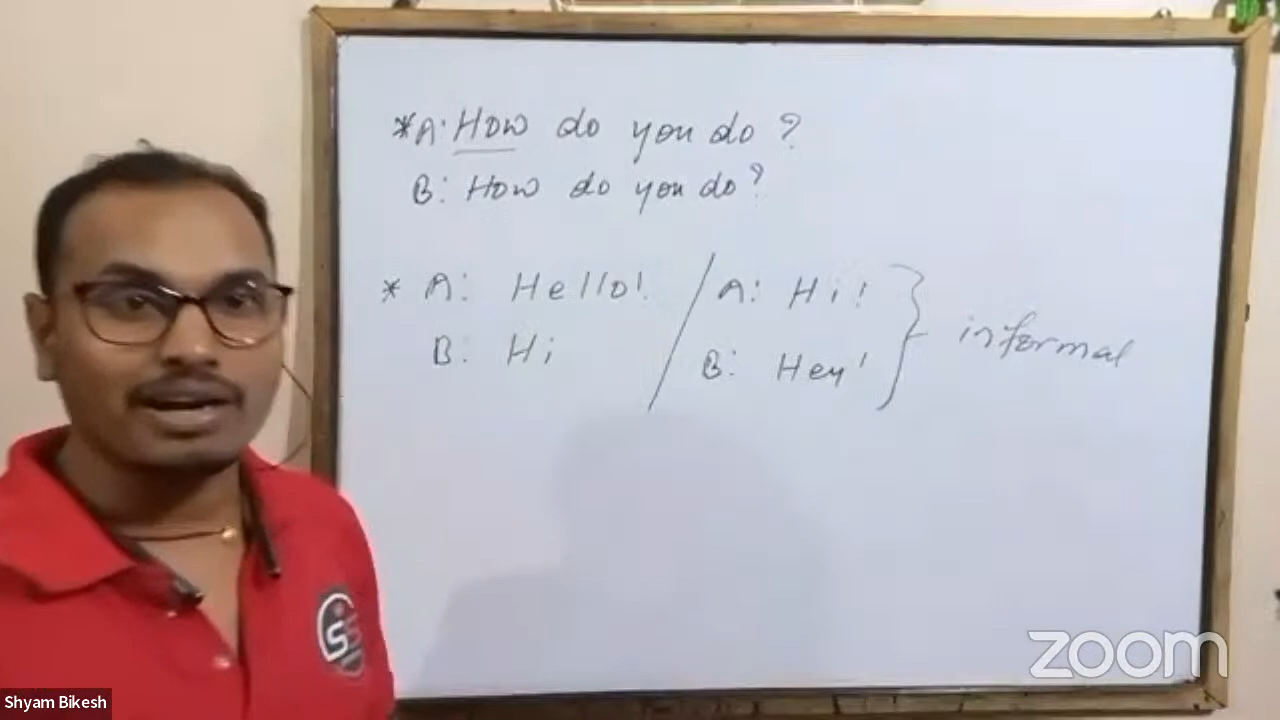 *A: How do you do?
B: How do you do?
* A: Hello! / A: Hi! } informal
B: Hi / B: Hey!
zoom
Shyam Bikesh